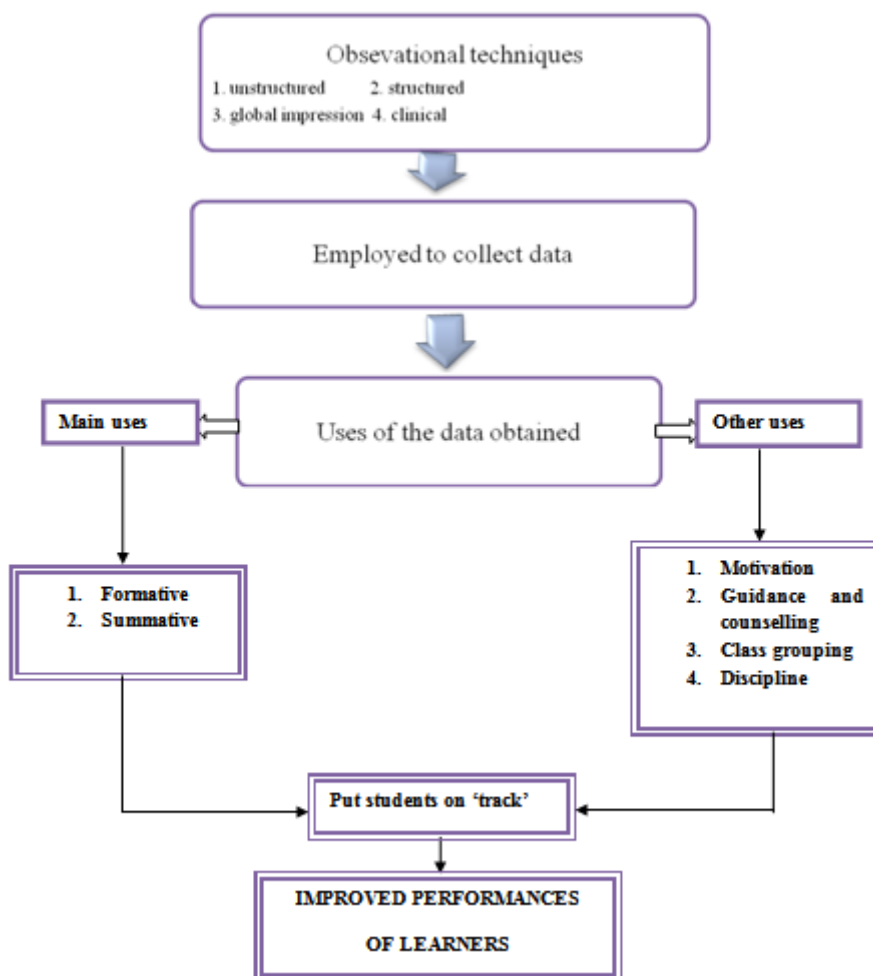 Obsevational techniques
1. unstructured 2. structured
3. global impression 4. clinical
Employed to collect data
Uses of the data obtained
Main uses
Other uses
1. Formative
2. Summative
1. Motivation
2. Guidance and
counselling
3. Class grouping
4. Discipline
Put students on ‘track’
IMPROVED PERFORMANCES
OF LEARNERS